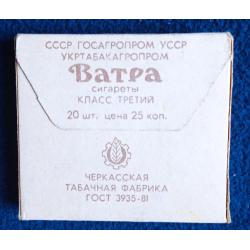 СССР ГОСАГРОПРОМ УССР
УКРТАБАКАГРОПРОМ
Ватра
сигареты
КЛАСС ТРЕТИЙ
20 шт. цена 25 коп.
ЧЕРКАССКАЯ
ТАБАЧНАЯ ФАБРИКА
ГОСТ 3935-81